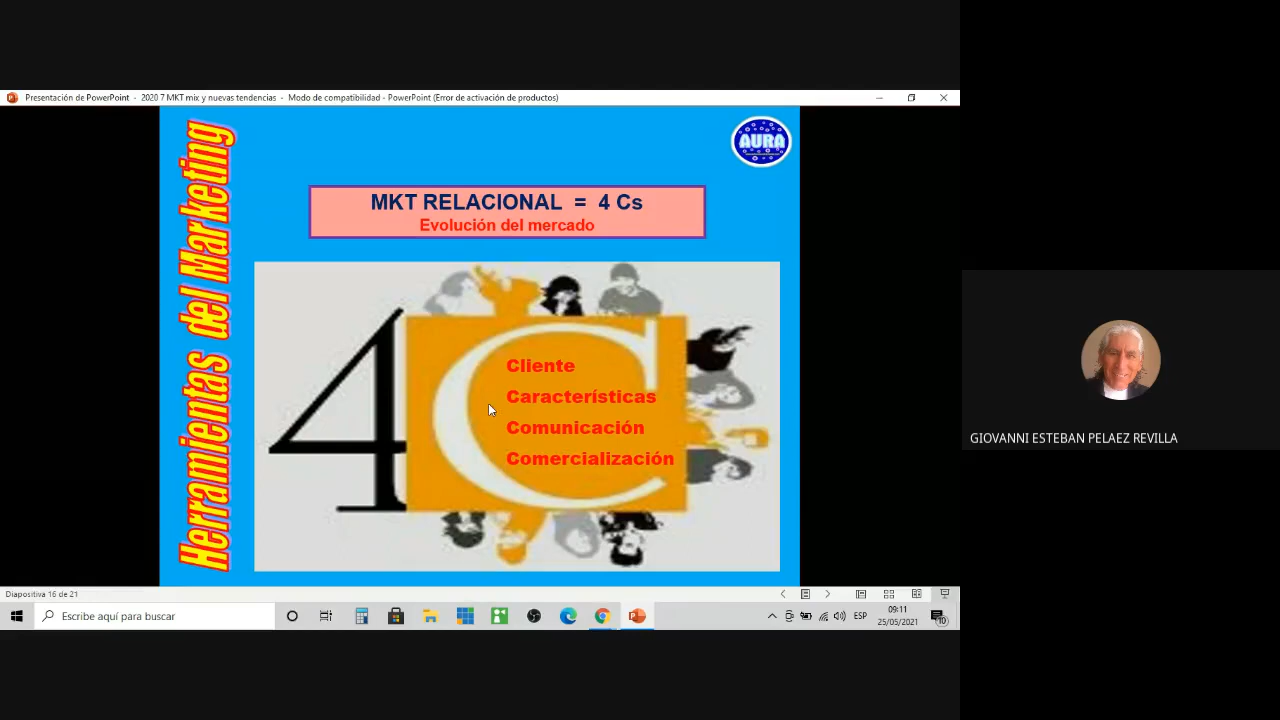 Presentación de PowerPoint - 2020 7 MKT mix y nuevas tendencias - Modo de compatibilidad - PowerPoint (Error de activación de productos)
Herramientas del Marketing
AURA
MKT RELACIONAL = 4 Cs
Evolución del mercado
4C
Cliente
Características
Comunicación
Comercialización
GIOVANNI ESTEBAN PELAEZ REVILLA
Diapositiva 16 de 21
Escribe aquí para buscar
ESP
09:11
25/05/2021
10